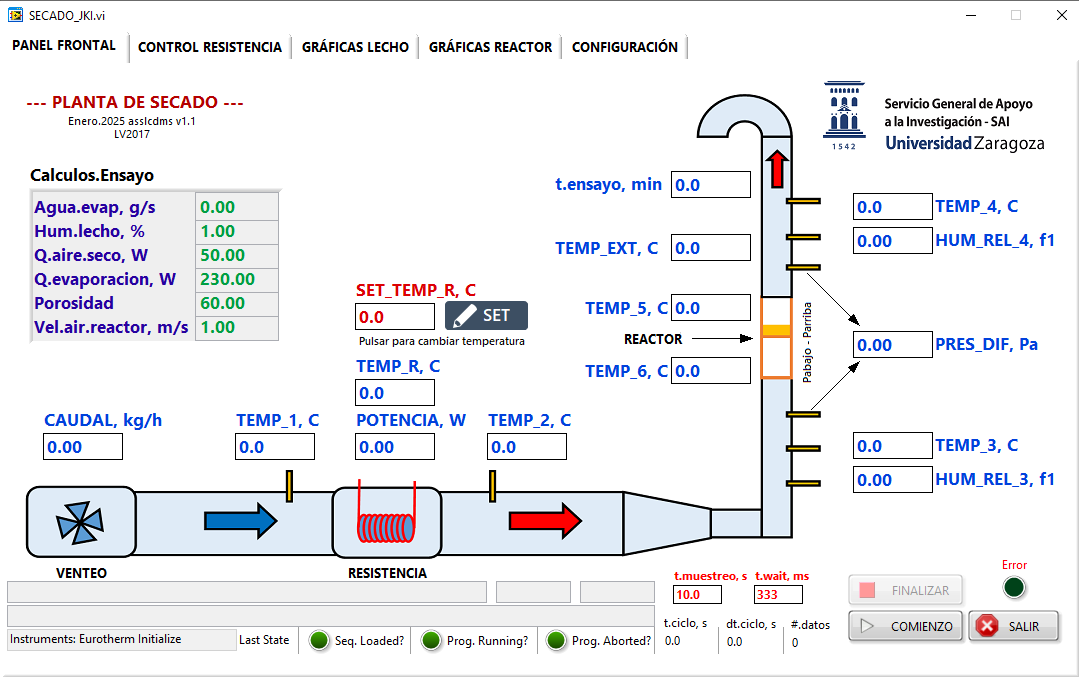 SECADO_JKI.vi
PANEL FRONTAL
CONTROL RESISTENCIA
GRÁFICAS LECHO
GRÁFICAS REACTOR
CONFIGURACIÓN
--- PLANTA DE SECADO ---
Enero.2025 asslcdms v1.1
LV2017
Servicio General de Apoyo
a la Investigación - SAI
Universidad Zaragoza
1542
Calculos.Ensayo
Agua.evap, g/s 0.00
Hum.lecho, % 1.00
Q.aire.seco, W 50.00
Q.evaporacion, W 230.00
Porosidad 60.00
Vel.air.reactor, m/s 1.00
t.ensayo, min 0.0
TEMP_EXT, C 0.0
TEMP_5, C 0.0
REACTOR
TEMP_6, C 0.0
Pabajo - Parriba
0.0 TEMP_4, C
0.00 HUM_REL_4, f1
0.00 PRES_DIF, Pa
0.0 TEMP_3, C
0.00 HUM_REL_3, f1
SET_TEMP_R, C
0.0 SET
Pulsar para cambiar temperatura
TEMP_R, C
0.0
CAUDAL, kg/h
0.00
TEMP_1, C
0.0
POTENCIA, W
0.00
TEMP_2, C
0.0
VENTEO
RESISTENCIA
t.muestreo, s
10.0
t.wait, ms
333
t.ciclo, s
0.0
dt.ciclo, s
0.0
#.datos
0
Error
FINALIZAR
COMIENZO
SALIR
Instruments: Eurotherm Initialize
Last State
Seq. Loaded?
Prog. Running?
Prog. Aborted?